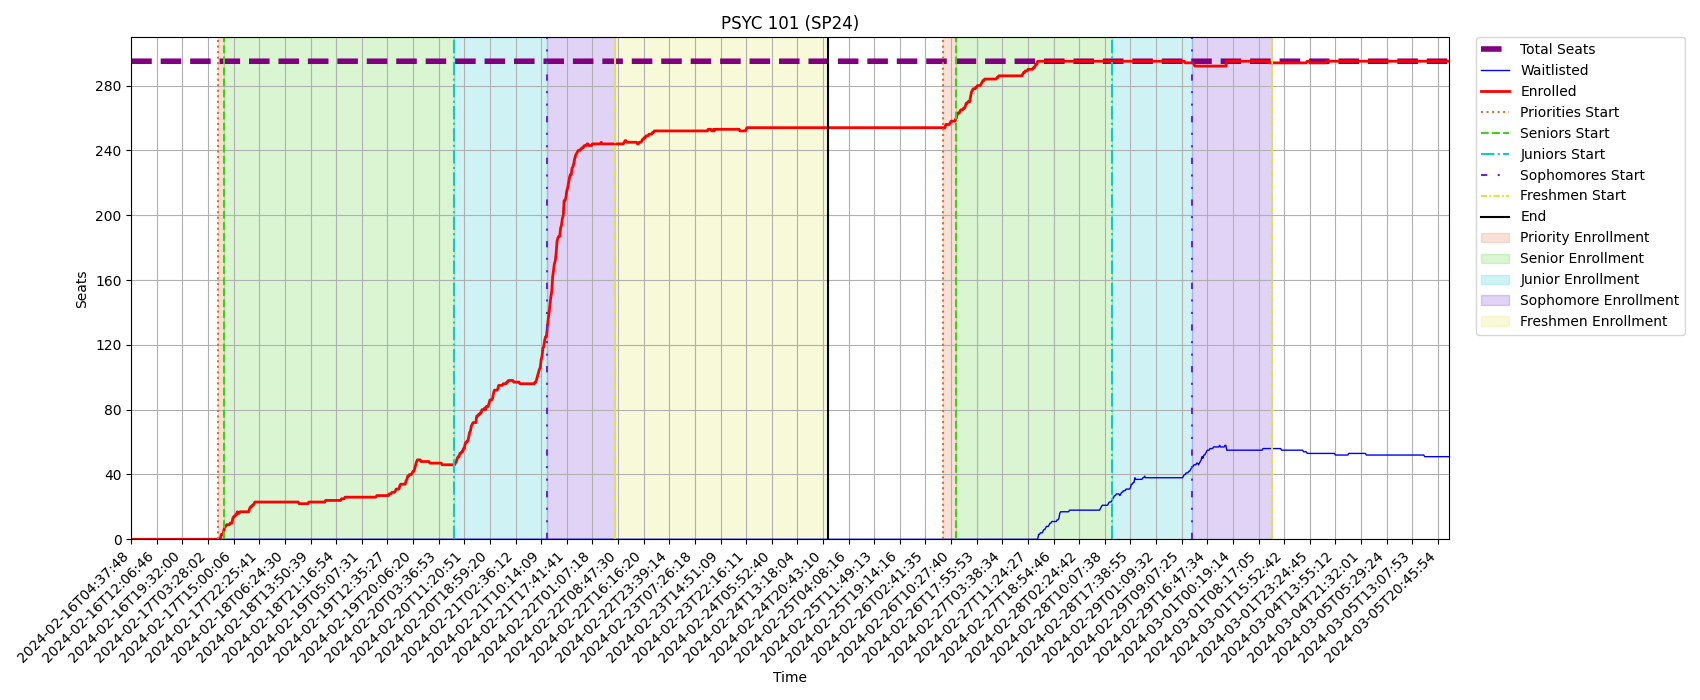 PSYC 101 (SP24)
Seats
280
240
200
160
120
80
40
0
2024-02-16T04:37:48
2024-02-16T12:06:46
2024-02-16T19:32:00
2024-02-17T03:28:02
2024-02-17T15:00:06
2024-02-17T22:25:41
2024-02-18T06:24:30
2024-02-18T13:50:39
2024-02-18T21:16:54
2024-02-19T05:07:31
2024-02-19T12:35:27
2024-02-19T20:06:20
2024-02-20T03:36:53
2024-02-20T11:20:51
2024-02-20T18:59:20
2024-02-21T02:36:12
2024-02-21T10:14:09
2024-02-21T17:41:41
2024-02-22T01:07:18
2024-02-22T08:47:30
2024-02-22T16:16:20
2024-02-22T23:39:14
2024-02-23T07:26:18
2024-02-23T14:51:09
2024-02-23T22:16:11
2024-02-24T05:52:40
2024-02-24T13:18:04
2024-02-24T20:43:10
2024-02-25T04:08:16
2024-02-25T11:49:13
2024-02-25T19:14:16
2024-02-26T02:41:35
2024-02-26T10:27:40
2024-02-26T17:55:53
2024-02-27T03:38:34
2024-02-27T11:24:27
2024-02-27T18:54:46
2024-02-28T02:24:42
2024-02-28T10:07:38
2024-02-28T17:38:55
2024-02-29T01:09:32
2024-02-29T09:07:25
2024-02-29T16:47:34
2024-03-01T00:19:14
2024-03-01T08:17:05
2024-03-01T15:52:42
2024-03-01T23:24:45
2024-03-04T13:55:12
2024-03-04T21:32:01
2024-03-05T05:29:24
2024-03-05T13:07:53
2024-03-05T20:45:54
Time
Total Seats
Waitlisted
Enrolled
Priorities Start
Seniors Start
Juniors Start
Sophomores Start
Freshmen Start
End
Priority Enrollment
Senior Enrollment
Junior Enrollment
Sophomore Enrollment
Freshmen Enrollment